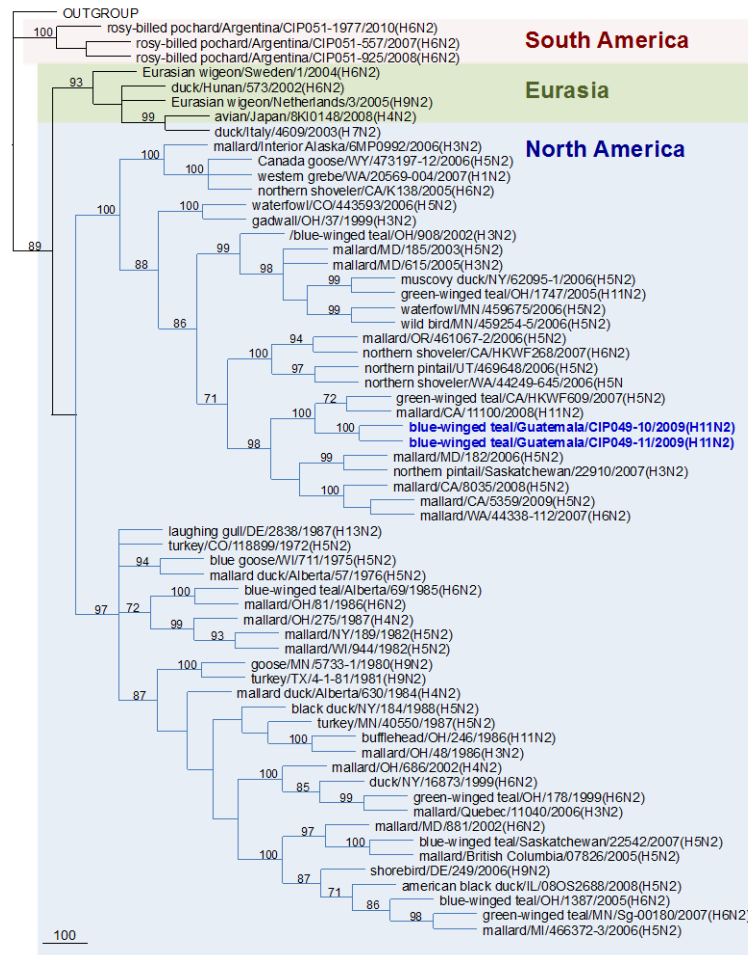 OUTGROUP
rosy-billed pochard/Argentina/CIP051-1977/2010(H6N2)
100
rosy-billed pochard/Argentina/CIP051-557/2007(H6N2)
South America
rosy-billed pochard/Argentina/CIP051-925/2008(H6N2)
Eurasian wigeon/Sweden/1/2004(H6N2)
93
duck/Hunan/573/2002(H6N2)
Eurasia
Eurasian wigeon/Netherlands/3/2005(H9N2)
99
avian/Japan/8KI0148/2008(H4N2)
duck/Italy/4609/2003(H7N2)
mallard/Interior Alaska/6MP0992/2006(H3N2)
North America
100
Canada goose/WY/473197-12/2006(H5N2)
100
western grebe/WA/20569-004/2007(H1N2)
northern shoveler/CA/K138/2005(H6N2)
100
waterfowl/CO/443593/2006(H5N2)
100
gadwall/OH/37/1999(H3N2)
/blue-winged teal/OH/908/2002(H3N2)
89
99
mallard/MD/185/2003(H5N2)
88
98
mallard/MD/615/2005(H3N2)
99
muscovy duck/NY/62095-1/2006(H5N2)
green-winged teal/OH/1747/2005(H11N2)
99
waterfowl/MN/459675/2006(H5N2)
86
wild bird/MN/459254-5/2006(H5N2)
94
mallard/OR/461067-2/2006(H5N2)
100
northern shoveler/CA/HKWF268/2007(H6N2)
97
northern pintail/UT/469648/2006(H5N2)
northern shoveler/WA/44249-645/2006(H5N
71
72
green-winged teal/CA/HKWF609/2007(H5N2)
100
mallard/CA/11100/2008(H11N2)
100
blue-winged teal/Guatemala/CIP049-10/2009(H11N2)
98
blue-winged teal/Guatemala/CIP049-11/2009(H11N2)
99
mallard/MD/182/2006(H5N2)
northern pintail/Saskatchewan/22910/2007(H3N2)
100
mallard/CA/8035/2008(H5N2)
mallard/CA/5359/2009(H5N2)
mallard/WA/44338-112/2007(H6N2)
laughing gull/DE/2838/1987(H13N2)
turkey/CO/118899/1972(H5N2)
94
blue goose/WI/711/1975(H5N2)
mallard duck/Alberta/57/1976(H5N2)
100
blue-winged teal/Alberta/69/1985(H6N2)
97
72
mallard/OH/81/1986(H6N2)
99
mallard/OH/275/1987(H4N2)
93
mallard/NY/189/1982(H5N2)
mallard/WI/944/1982(H5N2)
100
goose/MN/5733-1/1980(H9N2)
turkey/TX/4-1-81/1981(H9N2)
87
mallard duck/Alberta/630/1984(H4N2)
black duck/NY/184/1988(H5N2)
turkey/MN/40550/1987(H5N2)
100
bufflehead/OH/246/1986(H11N2)
mallard/OH/48/1986(H3N2)
100
mallard/OH/686/2002(H4N2)
85
duck/NY/16873/1999(H6N2)
99
green-winged teal/OH/178/1999(H6N2)
mallard/Quebec/11040/2006(H3N2)
97
mallard/MD/881/2002(H6N2)
100
blue-winged teal/Saskatchewan/22542/2007(H5N2)
100
mallard/British Columbia/07826/2005(H5N2)
87
shorebird/DE/249/2006(H9N2)
71
american black duck/IL/08OS2688/2008(H5N2)
86
blue-winged teal/OH/1387/2005(H6N2)
98
green-winged teal/MN/Sg-00180/2007(H6N2)
mallard/MI/466372-3/2006(H5N2)
100